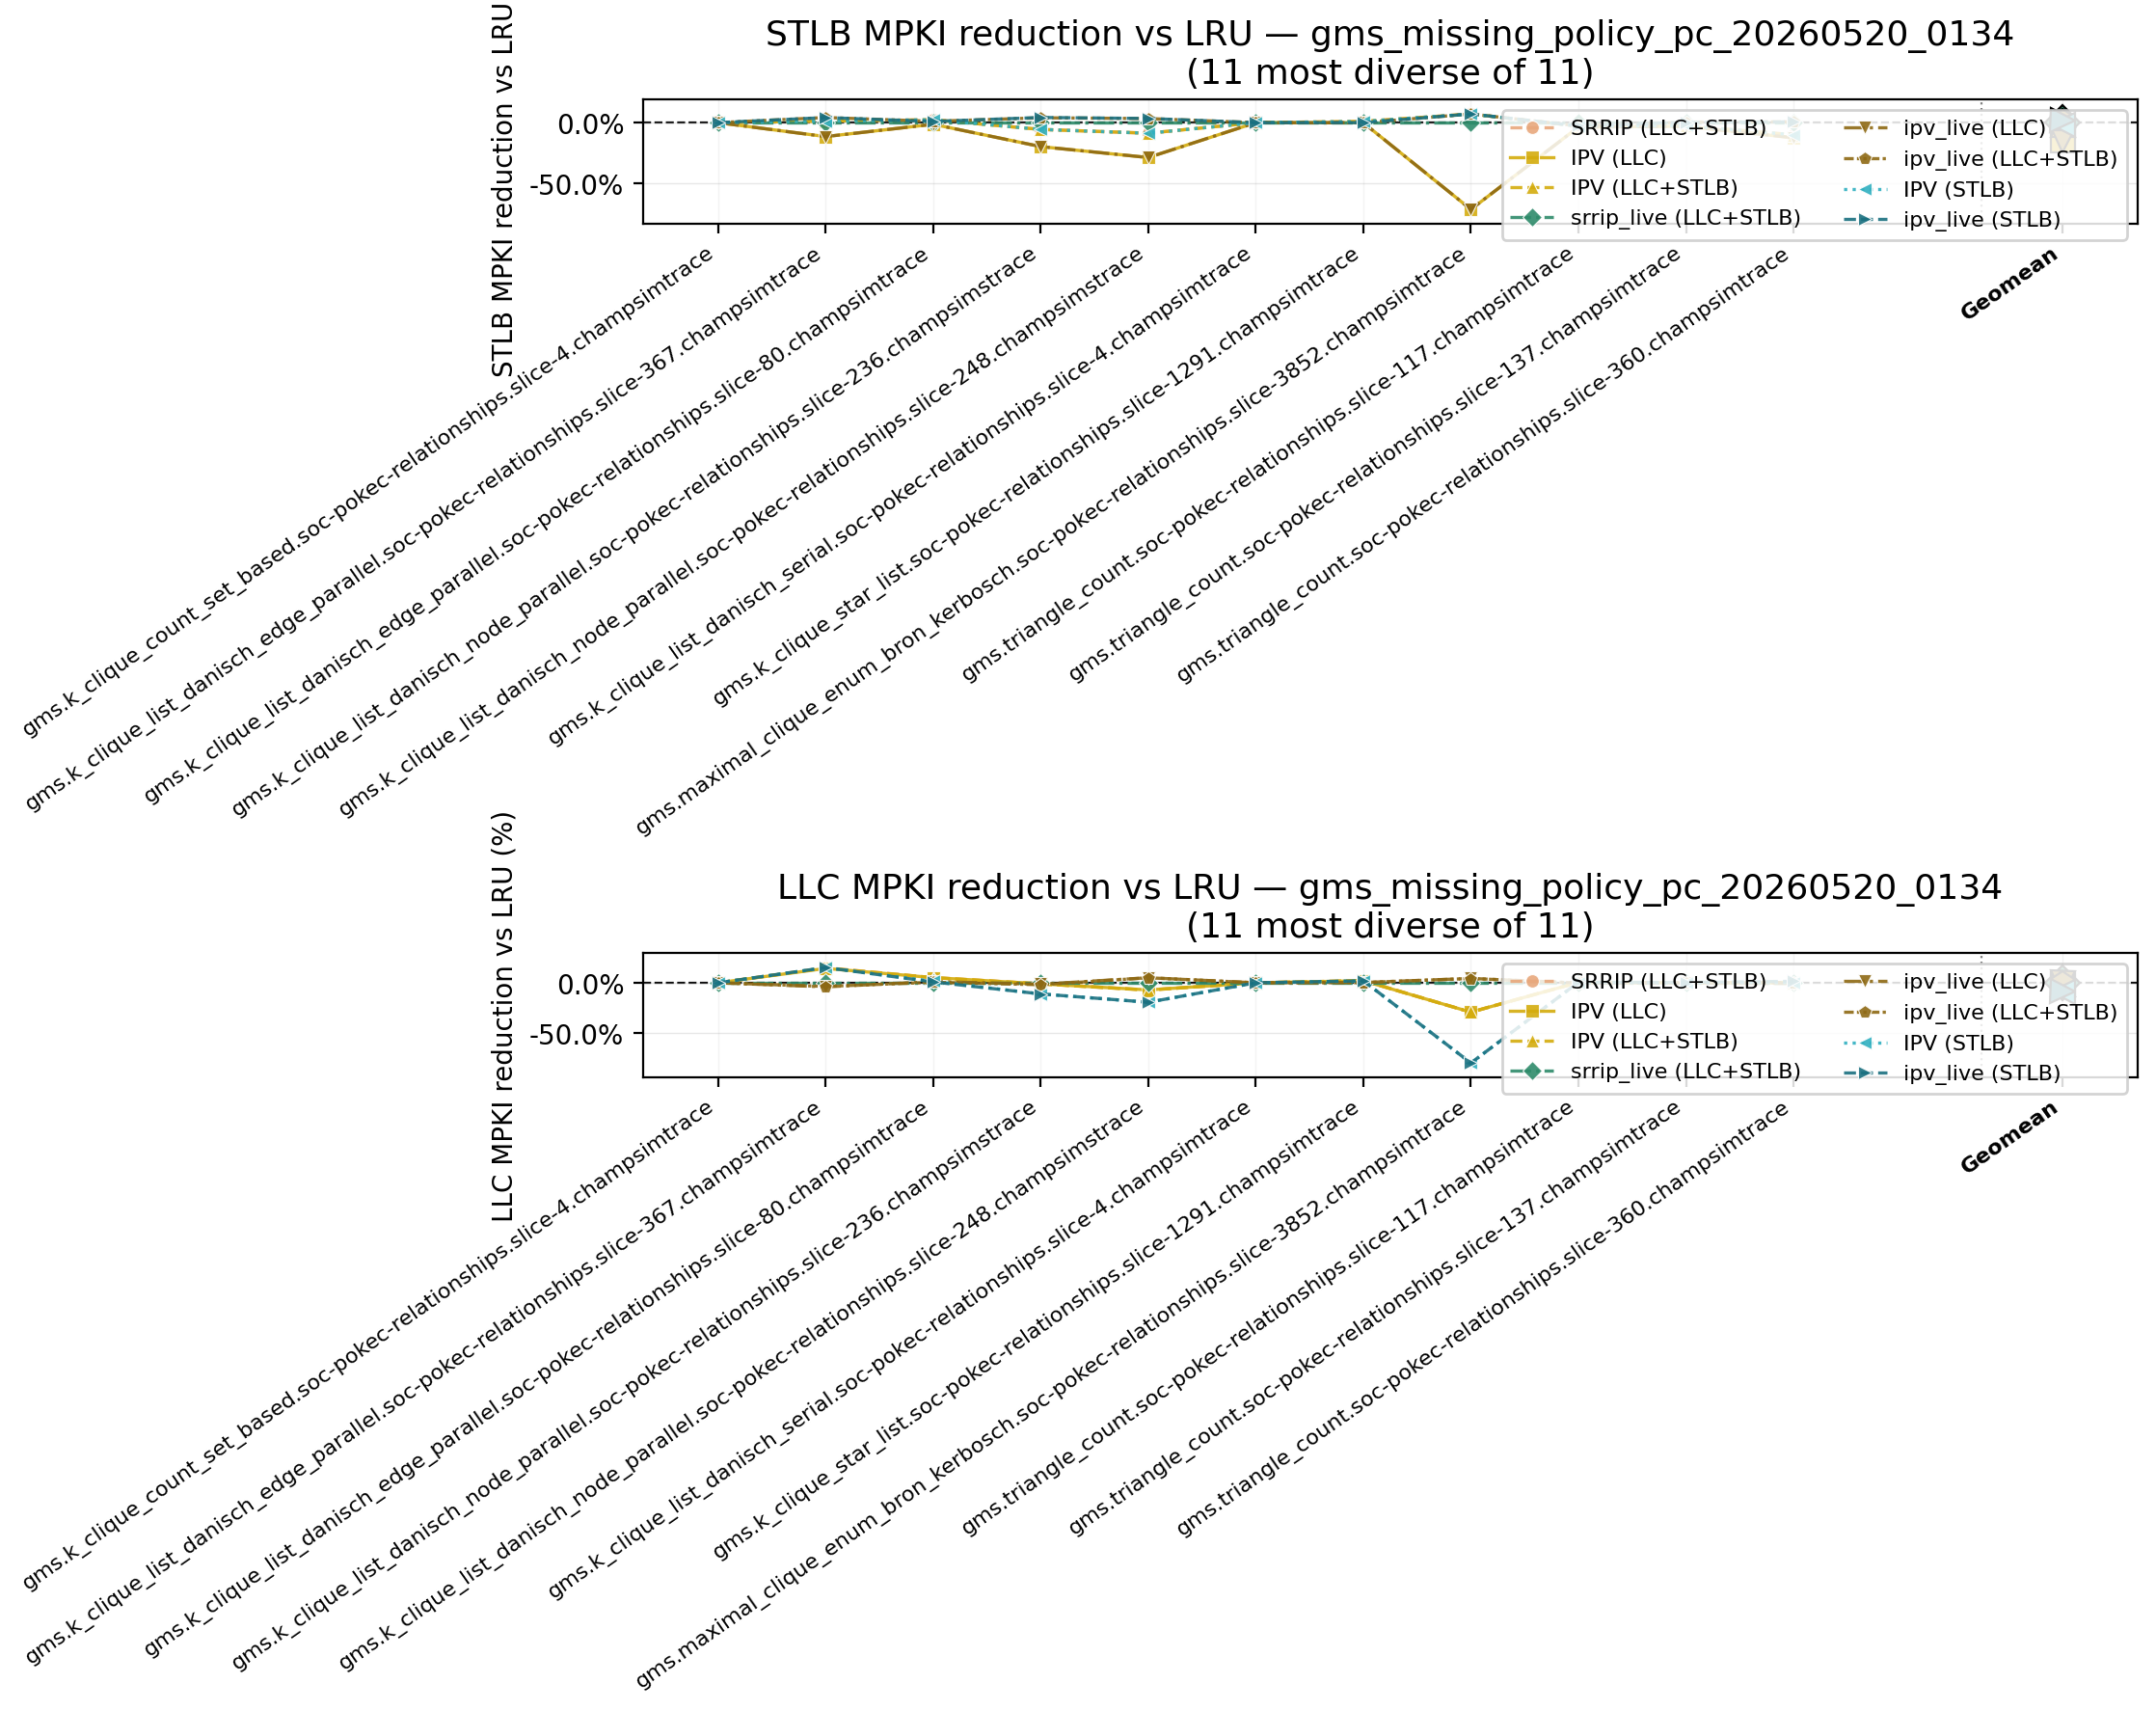 STLB MPKI reduction vs LRU — gms_missing_policy_pc_20260520_0134
(11 most diverse of 11)
STLB MPKI reduction vs LRU
0.0%
-50.0%
SRRIP (LLC+STLB)
IPV (LLC)
IPV (LLC+STLB)
srrip_live (LLC+STLB)
ipv_live (LLC)
ipv_live (LLC+STLB)
IPV (STLB)
ipv_live (STLB)
gms.k_clique_count_set_based.soc-pokec-relationships.slice-4.champsimtrace
gms.k_clique_list_danisch_edge_parallel.soc-pokec-relationships.slice-367.champsimtrace
gms.k_clique_list_danisch_edge_parallel.soc-pokec-relationships.slice-80.champsimtrace
gms.k_clique_list_danisch_node_parallel.soc-pokec-relationships.slice-236.champsimstrace
gms.k_clique_list_danisch_node_parallel.soc-pokec-relationships.slice-248.champsimstrace
gms.k_clique_list_danisch_serial.soc-pokec-relationships.slice-4.champsimtrace
gms.k_clique_star_list.soc-pokec-relationships.slice-1291.champsimtrace
gms.maximal_clique_enum_bron_kerbosch.soc-pokec-relationships.slice-3852.champsimtrace
gms.triangle_count.soc-pokec-relationships.slice-117.champsimtrace
gms.triangle_count.soc-pokec-relationships.slice-137.champsimtrace
gms.triangle_count.soc-pokec-relationships.slice-360.champsimtrace
Geomean
LLC MPKI reduction vs LRU — gms_missing_policy_pc_20260520_0134
(11 most diverse of 11)
LLC MPKI reduction vs LRU (%)
0.0%
-50.0%
SRRIP (LLC+STLB)
IPV (LLC)
IPV (LLC+STLB)
srrip_live (LLC+STLB)
ipv_live (LLC)
ipv_live (LLC+STLB)
IPV (STLB)
ipv_live (STLB)
gms.k_clique_count_set_based.soc-pokec-relationships.slice-4.champsimtrace
gms.k_clique_list_danisch_edge_parallel.soc-pokec-relationships.slice-367.champsimtrace
gms.k_clique_list_danisch_edge_parallel.soc-pokec-relationships.slice-80.champsimtrace
gms.k_clique_list_danisch_node_parallel.soc-pokec-relationships.slice-236.champsimstrace
gms.k_clique_list_danisch_node_parallel.soc-pokec-relationships.slice-248.champsimstrace
gms.k_clique_list_danisch_serial.soc-pokec-relationships.slice-4.champsimtrace
gms.k_clique_star_list.soc-pokec-relationships.slice-1291.champsimtrace
gms.maximal_clique_enum_bron_kerbosch.soc-pokec-relationships.slice-3852.champsimtrace
gms.triangle_count.soc-pokec-relationships.slice-117.champsimtrace
gms.triangle_count.soc-pokec-relationships.slice-137.champsimtrace
gms.triangle_count.soc-pokec-relationships.slice-360.champsimtrace
Geomean